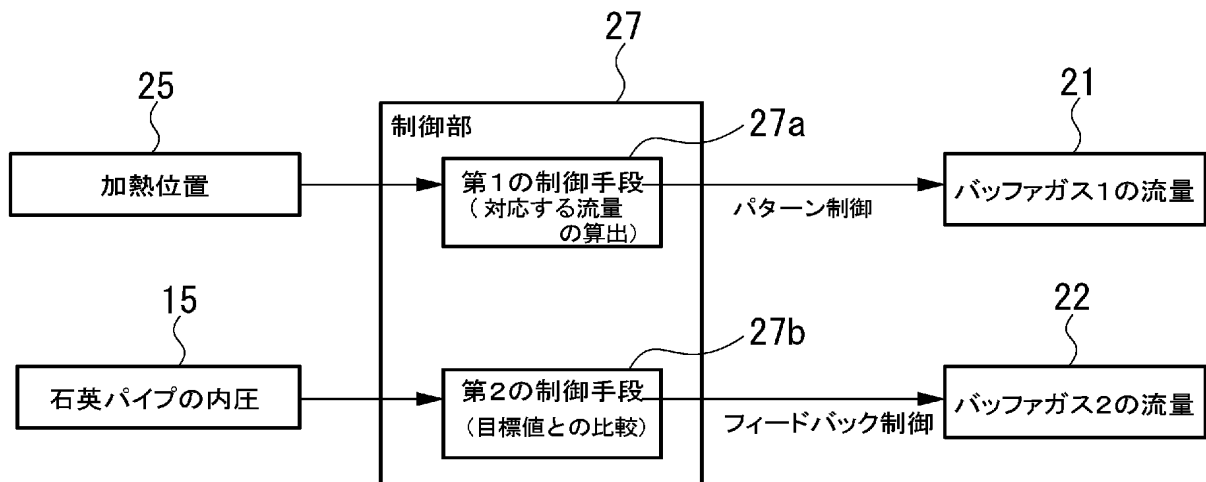 27
25
21
制御部
27a
加熱位置
第1の制御手段
(対応する流量
の算出)
パターン制御
バッファガス1の流量
15
22
27b
石英パイプの内圧
第2の制御手段
(目標値との比較)
フィードバック制御
バッファガス2の流量